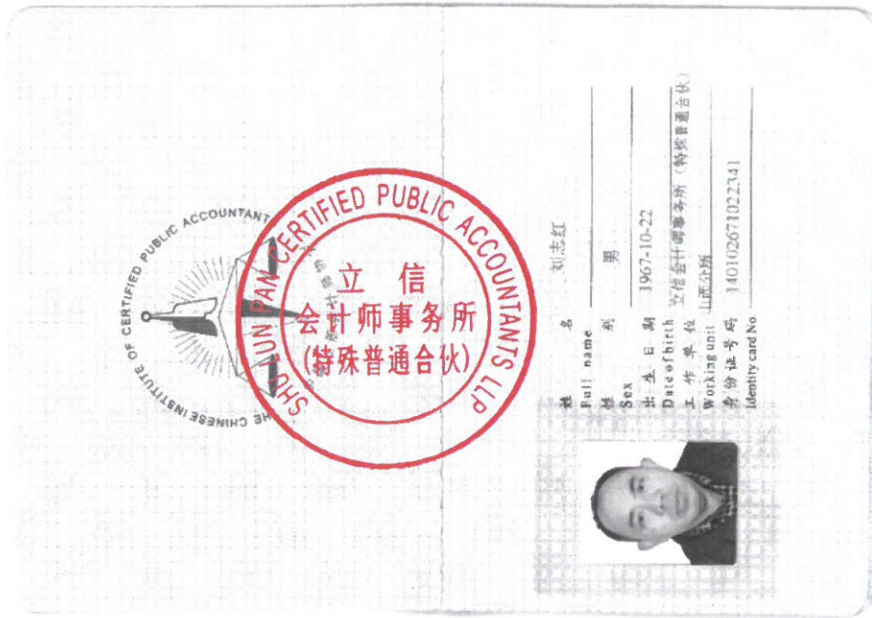 THE CHINESE INSTITUTE OF CERTIFIED PUBLIC ACCOUNTANT
SHU LUN PAN CERTIFIED PUBLIC ACCOUNTANTS LLP
立信
会计师事务所
(特殊普通合伙)
姓 名 刘志红
Full name
性 别 男
Sex
出生日期 1967-10-22
Date of birth
工作单位 立信会计师事务所（特殊普通合伙）
Working unit 山西分所
身份证号码 140102671022341
Identity card No.